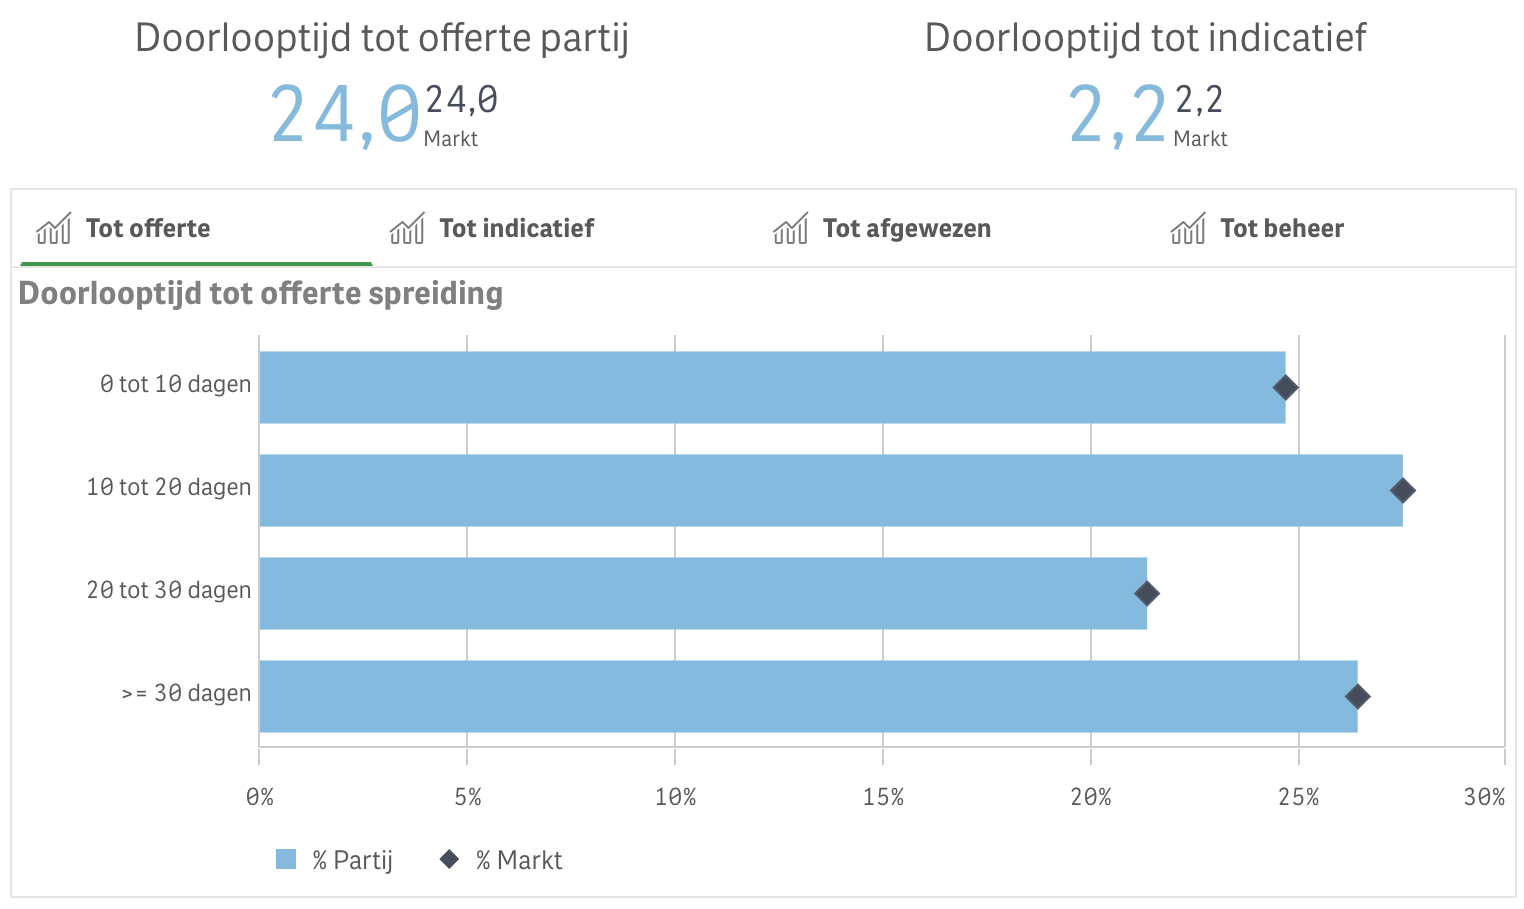 Doorlooptijd tot offerte partij
24,0 24,0
Markt
Doorlooptijd tot indicatief
2,2 2,2
Markt
Tot offerte
Tot indicatief
Tot afgewezen
Tot beheer
Doorlooptijd tot offerte spreiding
0 tot 10 dagen
10 tot 20 dagen
20 tot 30 dagen
>= 30 dagen
0% 5% 10% 15% 20% 25% 30%
% Partij % Markt